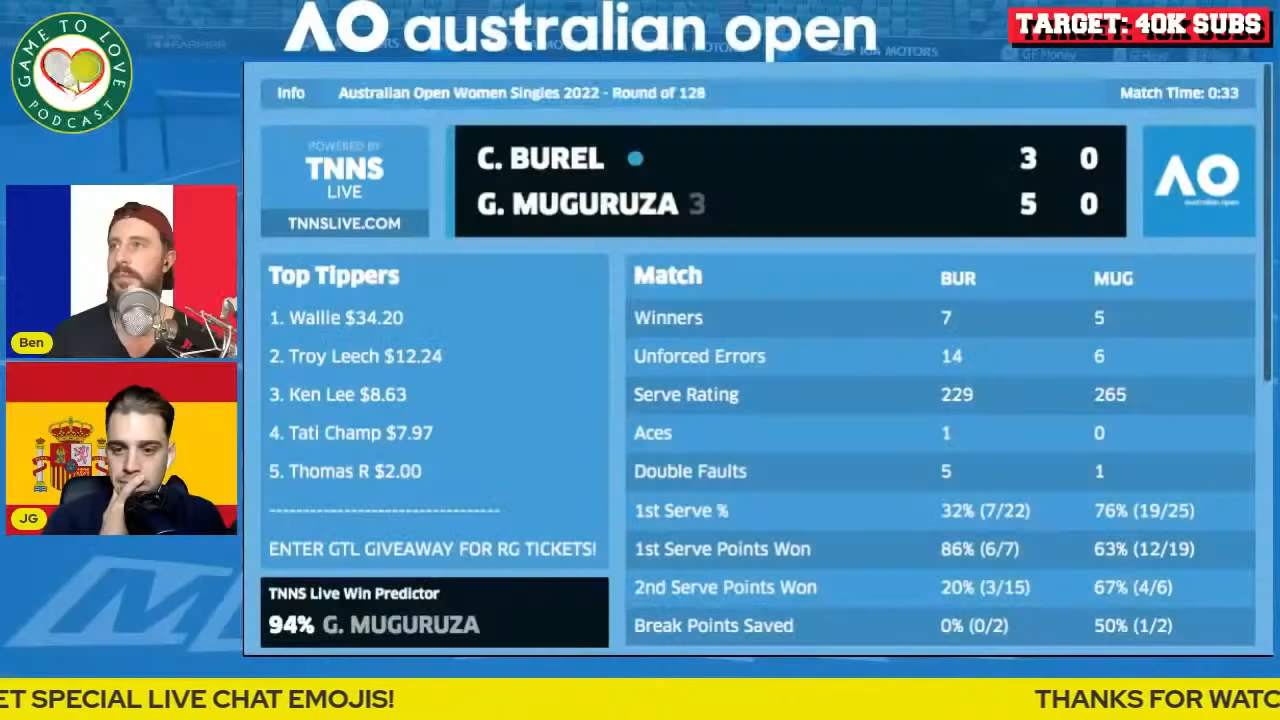 AO australian open
TARGET: 40K SUBS
GAME TO LOVE
PODCAST
Info Australian Open Women Singles 2022 - Round of 128 Match Time: 0:33
POWERED BY
TNNS
LIVE
TNNSLIVE.COM
C. BUREL 3 0
G. MUGURUZA 3 5 0
AO
australian open
Top Tippers
1. Wallie $34.20
2. Troy Leech $12.24
3. Ken Lee $8.63
4. Tati Champ $7.97
5. Thomas R $2.00
---------------------------------
ENTER GTL GIVEAWAY FOR RG TICKETS!
TNNS Live Win Predictor
94% G. MUGURUZA
Match BUR MUG
Winners 7 5
Unforced Errors 14 6
Serve Rating 229 265
Aces 1 0
Double Faults 5 1
1st Serve % 32% (7/22) 76% (19/25)
1st Serve Points Won 86% (6/7) 63% (12/19)
2nd Serve Points Won 20% (3/15) 67% (4/6)
Break Points Saved 0% (0/2) 50% (1/2)
Ben
JG
ET SPECIAL LIVE CHAT EMOJIS! THANKS FOR WATC